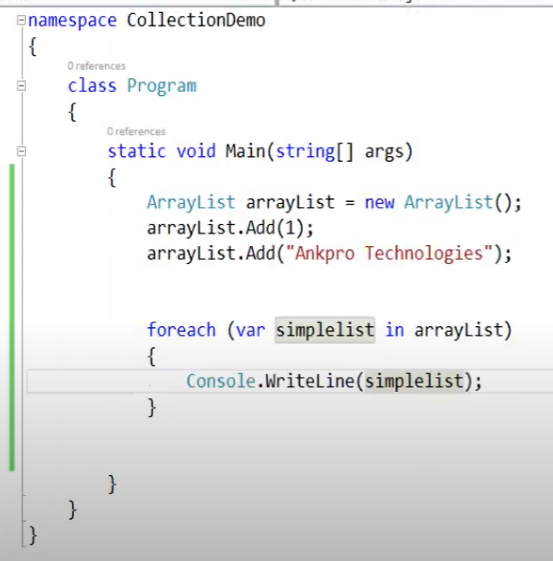 namespace CollectionDemo
{
0 references
class Program
{
0 references
static void Main(string[] args)
{
ArrayList arrayList = new ArrayList();
arrayList.Add(1);
arrayList.Add("Ankpro Technologies");
foreach (var simplelist in arrayList)
{
Console.WriteLine(simplelist);
}
}
}
}